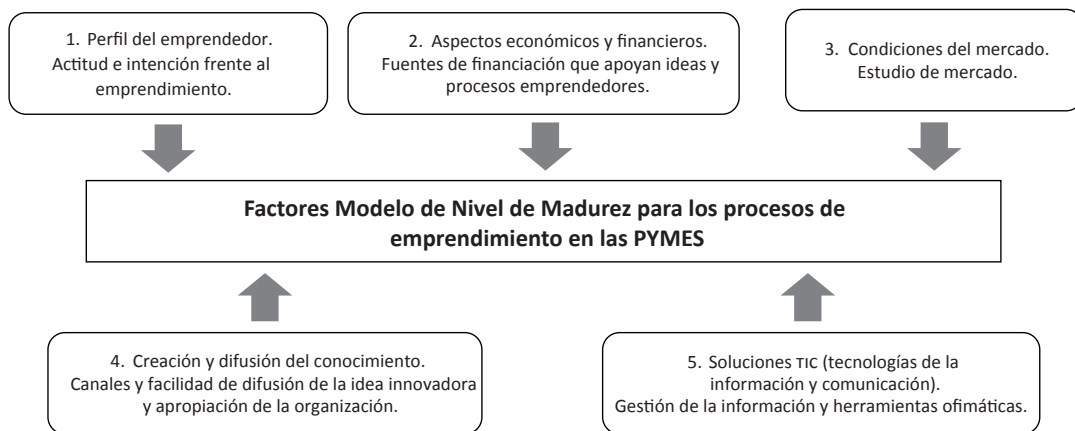 1. Perfil del emprendedor.
Actitud e intención frente al
emprendimiento.
2. Aspectos económicos y financieros.
Fuentes de financiación que apoyan ideas y
procesos emprendedores.
3. Condiciones del mercado.
Estudio de mercado.
Factores Modelo de Nivel de Madurez para los procesos de
emprendimiento en las PYMES
4. Creación y difusión del conocimiento.
Canales y facilidad de difusión de la idea innovadora
y apropiación de la organización.
5. Soluciones TIC (tecnologías de la
información y comunicación).
Gestión de la información y herramientas ofimáticas.